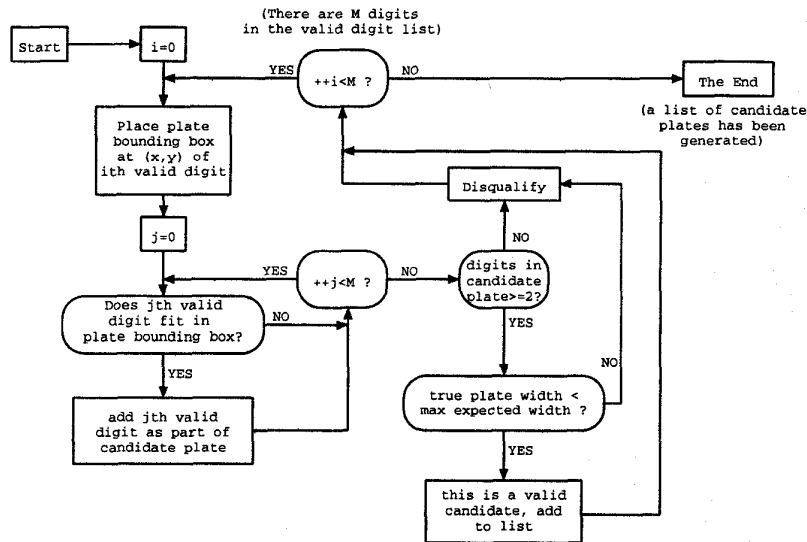 (There are M digits
in the valid digit list)
Start
i=0
YES
++i<M ?
NO
The End
(a list of candidate
plates has been
generated)
Place plate
bounding box
at (x,y) of
ith valid digit
Disqualify
j=0
NO
YES
++j<M ?
NO
digits in
candidate
plate>=2?
Does jth valid
digit fit in
plate bounding box?
NO
YES
NO
YES
true plate width <
max expected width ?
add jth valid
digit as part of
candidate plate
YES
this is a valid
candidate, add
to list